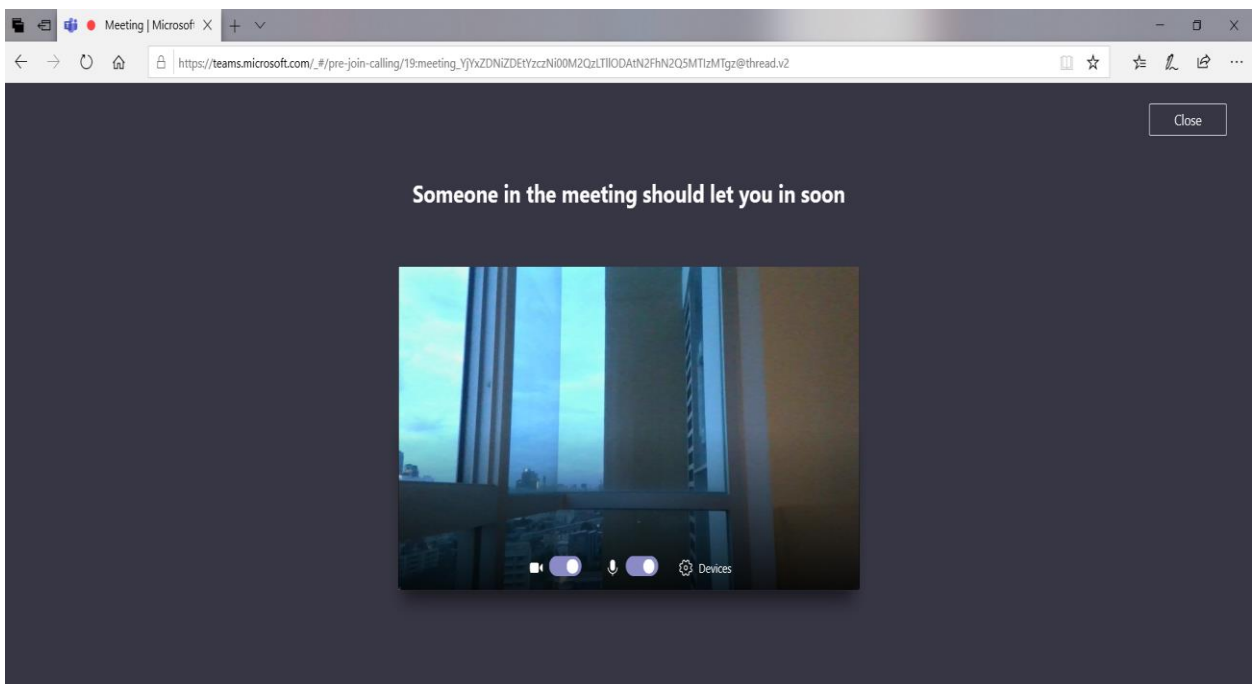 Meeting | Microsof
https://teams.microsoft.com/_#/pre-join-calling/19:meeting_YjYxZDNiZDEtYzczNi00M2QzLTllODAtN2FhN2Q5MTIzMTgz@thread.v2
Close
Someone in the meeting should let you in soon
Devices